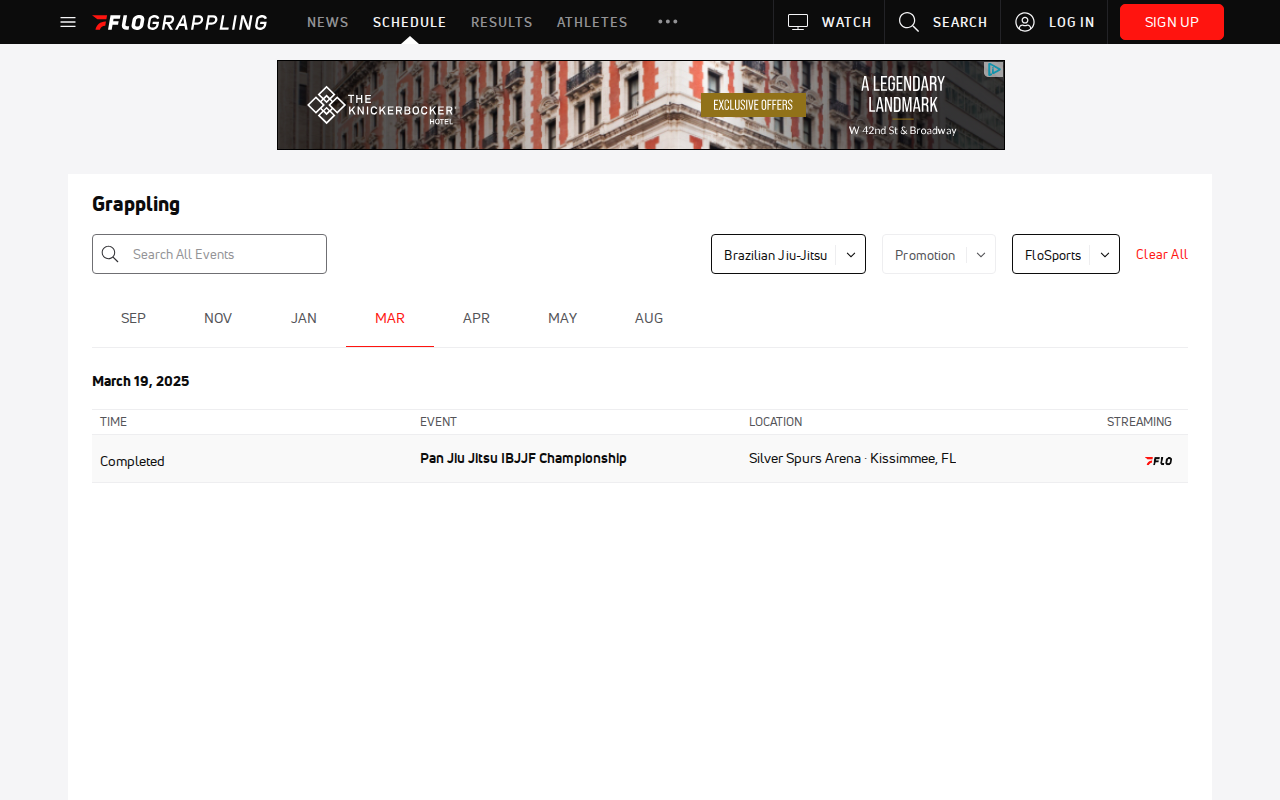 FLOGRAPPLING
NEWS
SCHEDULE
RESULTS
ATHLETES
WATCH
SEARCH
LOG IN
SIGN UP
THE
KNICKERBOCKER
HOTEL
EXCLUSIVE OFFERS
A LEGENDARY
LANDMARK
W 42nd St & Broadway
Grappling
Search All Events
Brazilian Jiu-Jitsu
Promotion
FloSports
Clear All
SEP
NOV
JAN
MAR
APR
MAY
AUG
March 19, 2025
TIME
EVENT
LOCATION
STREAMING
Completed
Pan Jiu Jitsu IBJJF Championship
Silver Spurs Arena · Kissimmee, FL
FLO